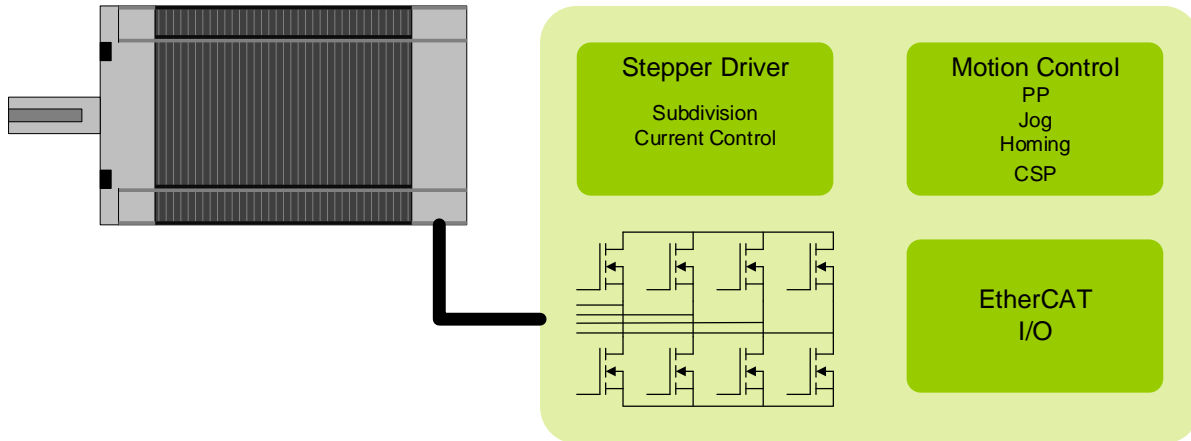 Stepper Driver
Subdivision
Current Control
Motion Control
PP
Jog
Homing
CSP
EtherCAT
I/O